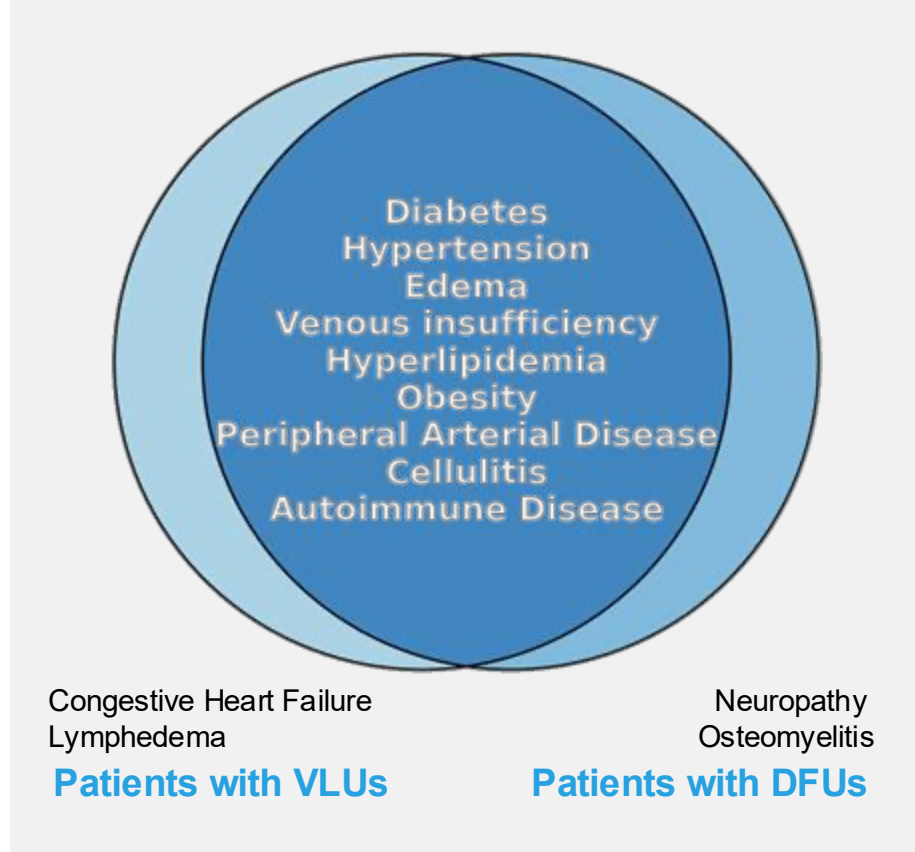 Diabetes
Hypertension
Edema
Venous insufficiency
Hyperlipidemia
Obesity
Peripheral Arterial Disease
Cellulitis
Autoimmune Disease
Congestive Heart Failure
Lymphedema
Patients with VLUs
Neuropathy
Osteomyelitis
Patients with DFUs